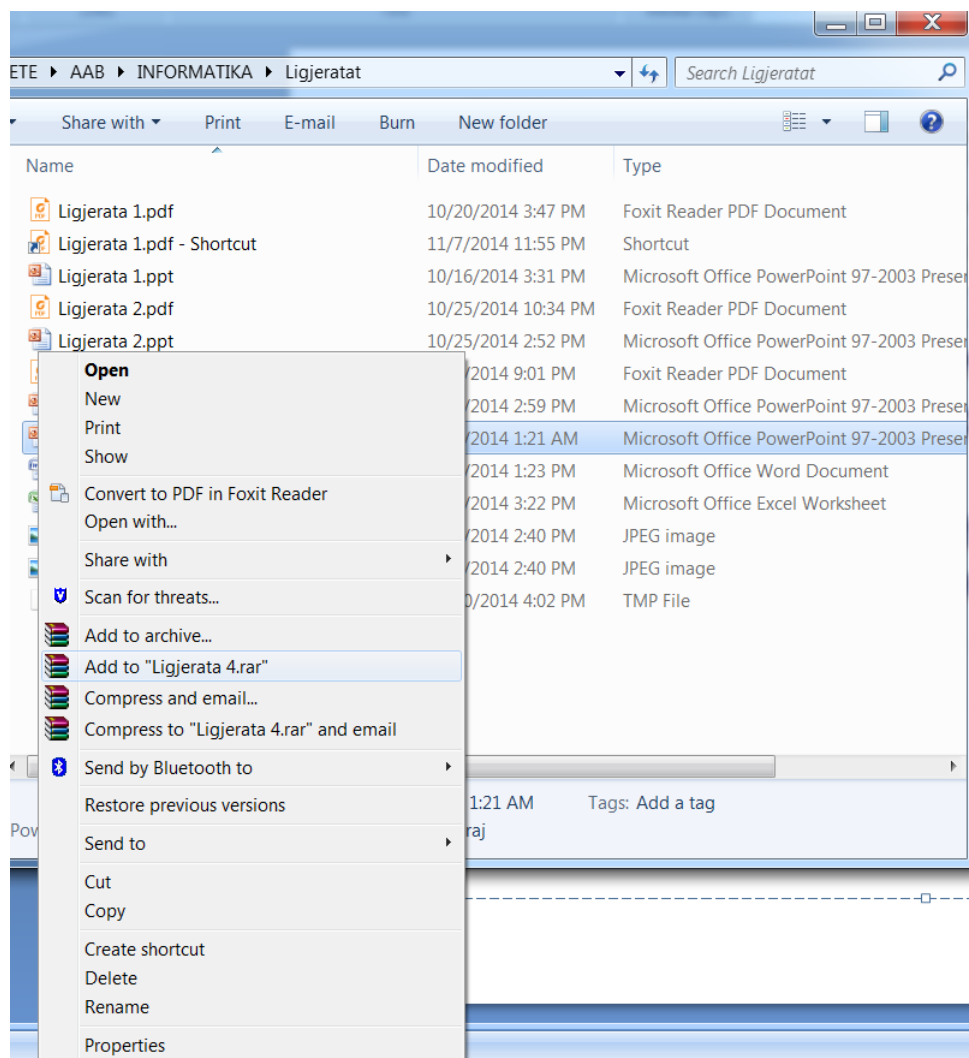 ETE ▸ AAB ▸ INFORMATIKA ▸ Ligjeratat Search Ligjeratat
Share with Print E-mail Burn New folder
Name Date modified Type
Ligjerata 1.pdf 10/20/2014 3:47 PM Foxit Reader PDF Document
Ligjerata 1.pdf - Shortcut 11/7/2014 11:55 PM Shortcut
Ligjerata 1.ppt 10/16/2014 3:31 PM Microsoft Office PowerPoint 97-2003 Preser
Ligjerata 2.pdf 10/25/2014 10:34 PM Foxit Reader PDF Document
Ligjerata 2.ppt 10/25/2014 2:52 PM Microsoft Office PowerPoint 97-2003 Preser
/2014 9:01 PM Foxit Reader PDF Document
/2014 2:59 PM Microsoft Office PowerPoint 97-2003 Preser
/2014 1:21 AM Microsoft Office PowerPoint 97-2003 Preser
/2014 1:23 PM Microsoft Office Word Document
/2014 3:22 PM Microsoft Office Excel Worksheet
/2014 2:40 PM JPEG image
/2014 2:40 PM JPEG image
0/2014 4:02 PM TMP File
1:21 AM Tags: Add a tag
Pow raj
Open
New
Print
Show
Convert to PDF in Foxit Reader
Open with...
Share with
Scan for threats...
Add to archive...
Add to "Ligjerata 4.rar"
Compress and email...
Compress to "Ligjerata 4.rar" and email
Send by Bluetooth to
Restore previous versions
Send to
Cut
Copy
Create shortcut
Delete
Rename
Properties